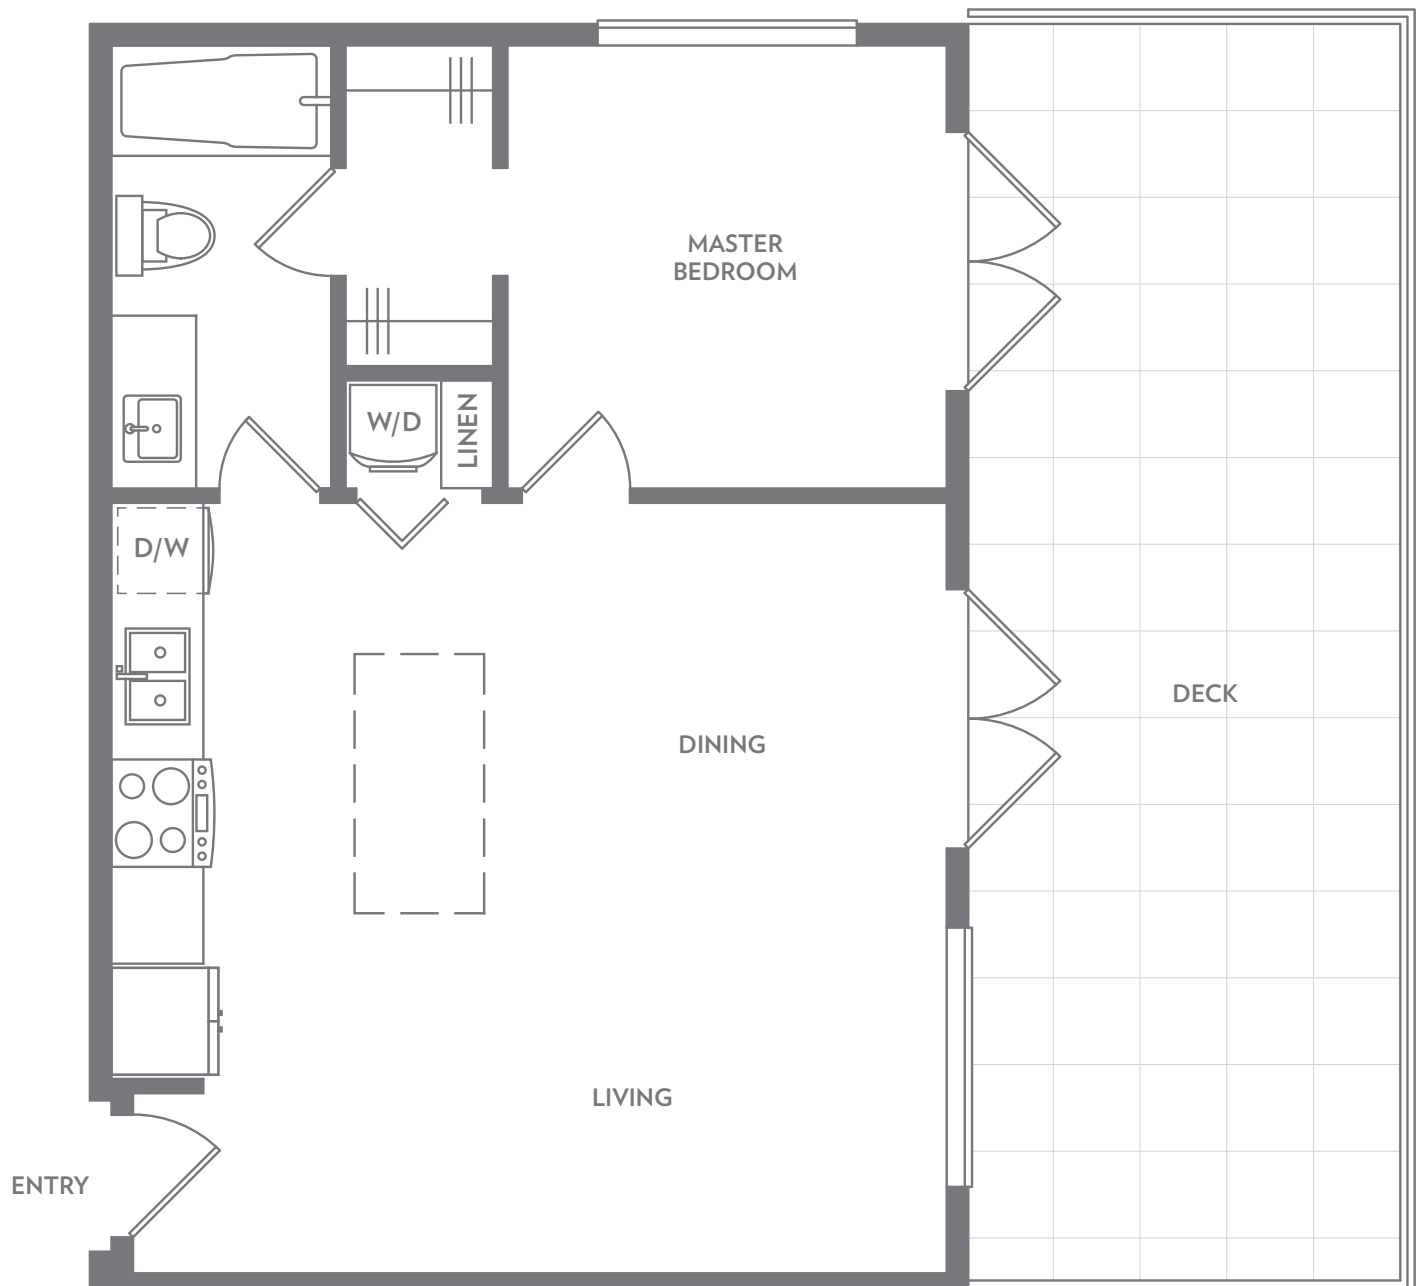 MASTER
BEDROOM
W/D
LINEN
D/W
DECK
DINING
LIVING
ENTRY